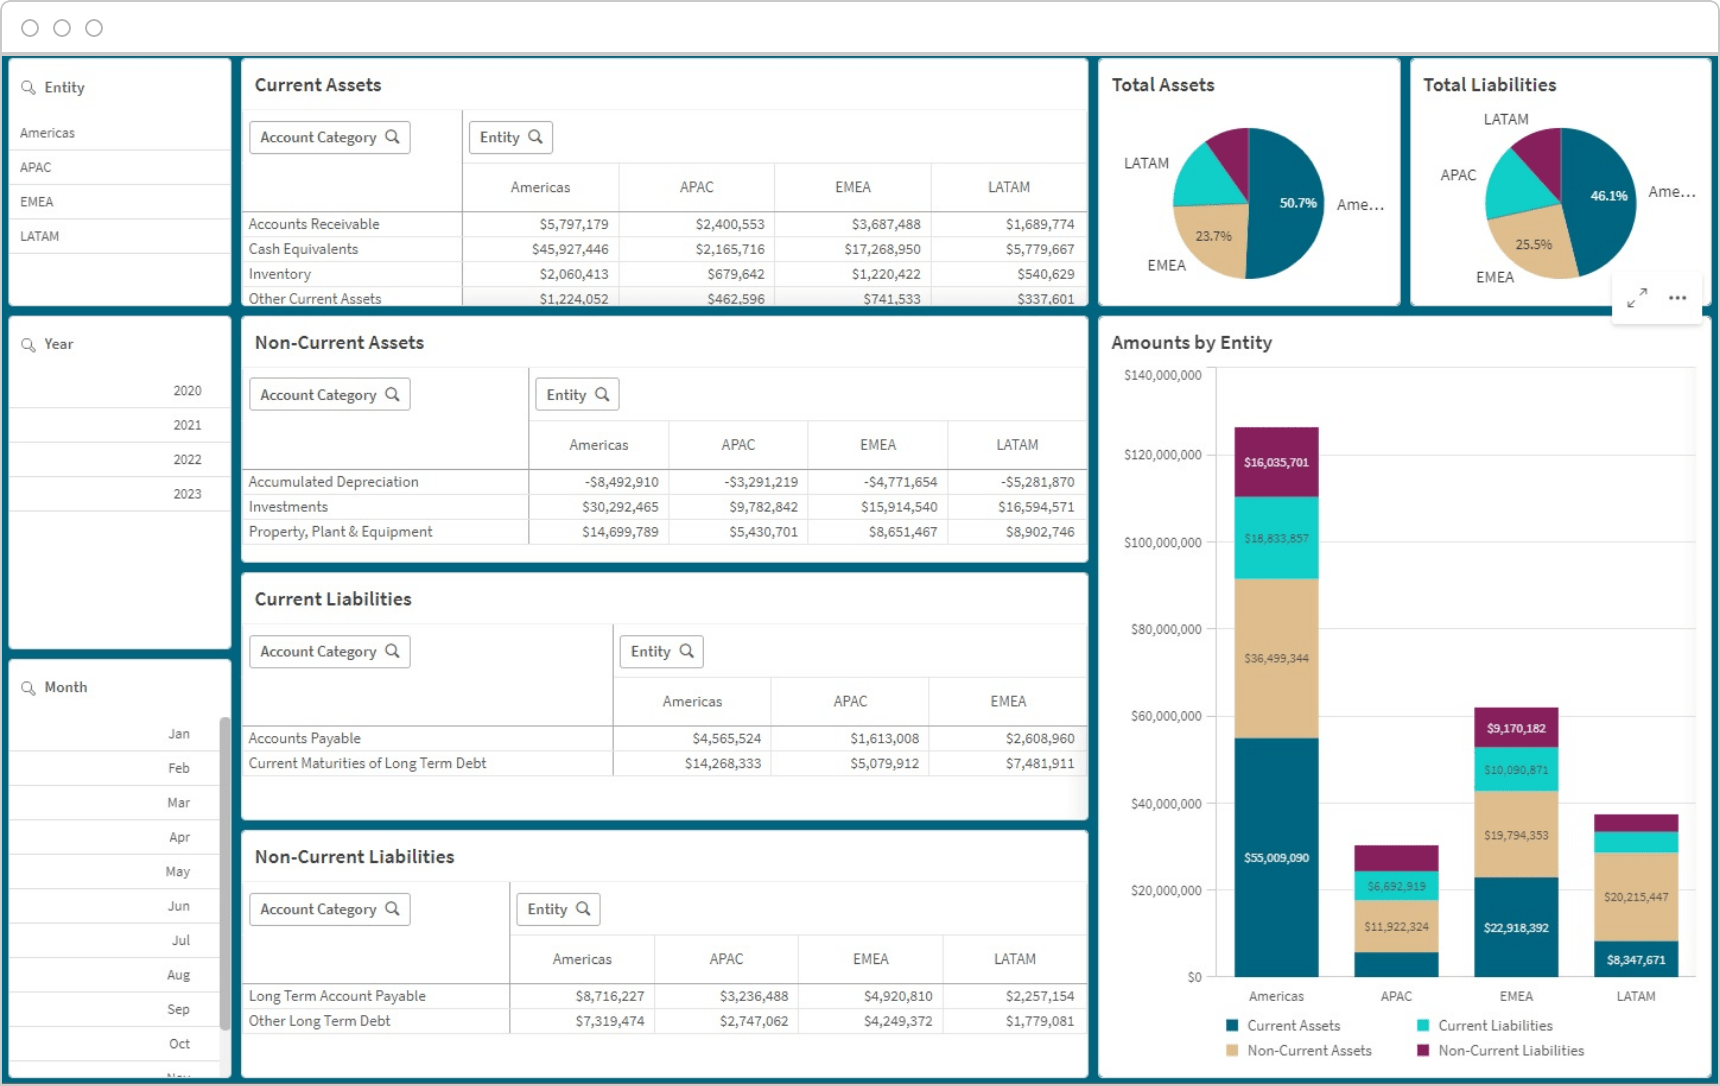 Entity
Americas
APAC
EMEA
LATAM
Year
2020
2021
2022
2023
Month
Jan
Feb
Mar
Apr
May
Jun
Jul
Aug
Sep
Oct
Current Assets
Account Category Entity
Americas APAC EMEA LATAM
Accounts Receivable $5,797,179 $2,400,553 $3,687,488 $1,689,774
Cash Equivalents $45,927,446 $2,165,716 $17,268,950 $5,779,667
Inventory $2,060,413 $679,642 $1,220,422 $540,629
Other Current Assets $1,224,052 $462,596 $741,533 $337,601
Non-Current Assets
Account Category Entity
Americas APAC EMEA LATAM
Accumulated Depreciation -$8,492,910 -$3,291,219 -$4,771,654 -$5,281,870
Investments $30,292,465 $9,782,842 $15,914,540 $16,594,571
Property, Plant & Equipment $14,699,789 $5,430,701 $8,651,467 $8,902,746
Current Liabilities
Account Category Entity
Americas APAC EMEA
Accounts Payable $4,565,524 $1,613,008 $2,608,960
Current Maturities of Long Term Debt $14,268,333 $5,079,912 $7,481,911
Non-Current Liabilities
Account Category Entity
Americas APAC EMEA LATAM
Long Term Account Payable $8,716,227 $3,236,488 $4,920,810 $2,257,154
Other Long Term Debt $7,319,474 $2,747,062 $4,249,372 $1,779,081
Total Assets
LATAM
50.7% Ame...
23.7%
EMEA
Total Liabilities
LATAM
APAC
46.1% Ame...
25.5%
EMEA
Amounts by Entity
$140,000,000
$120,000,000
$100,000,000
$80,000,000
$60,000,000
$40,000,000
$20,000,000
$0
$16,035,701
$18,833,857
$36,499,344
$55,009,090
$6,692,919
$11,922,324
$9,170,182
$10,090,871
$19,794,353
$22,918,392
$20,215,447
$8,347,671
Americas APAC EMEA LATAM
Current Assets Current Liabilities
Non-Current Assets Non-Current Liabilities